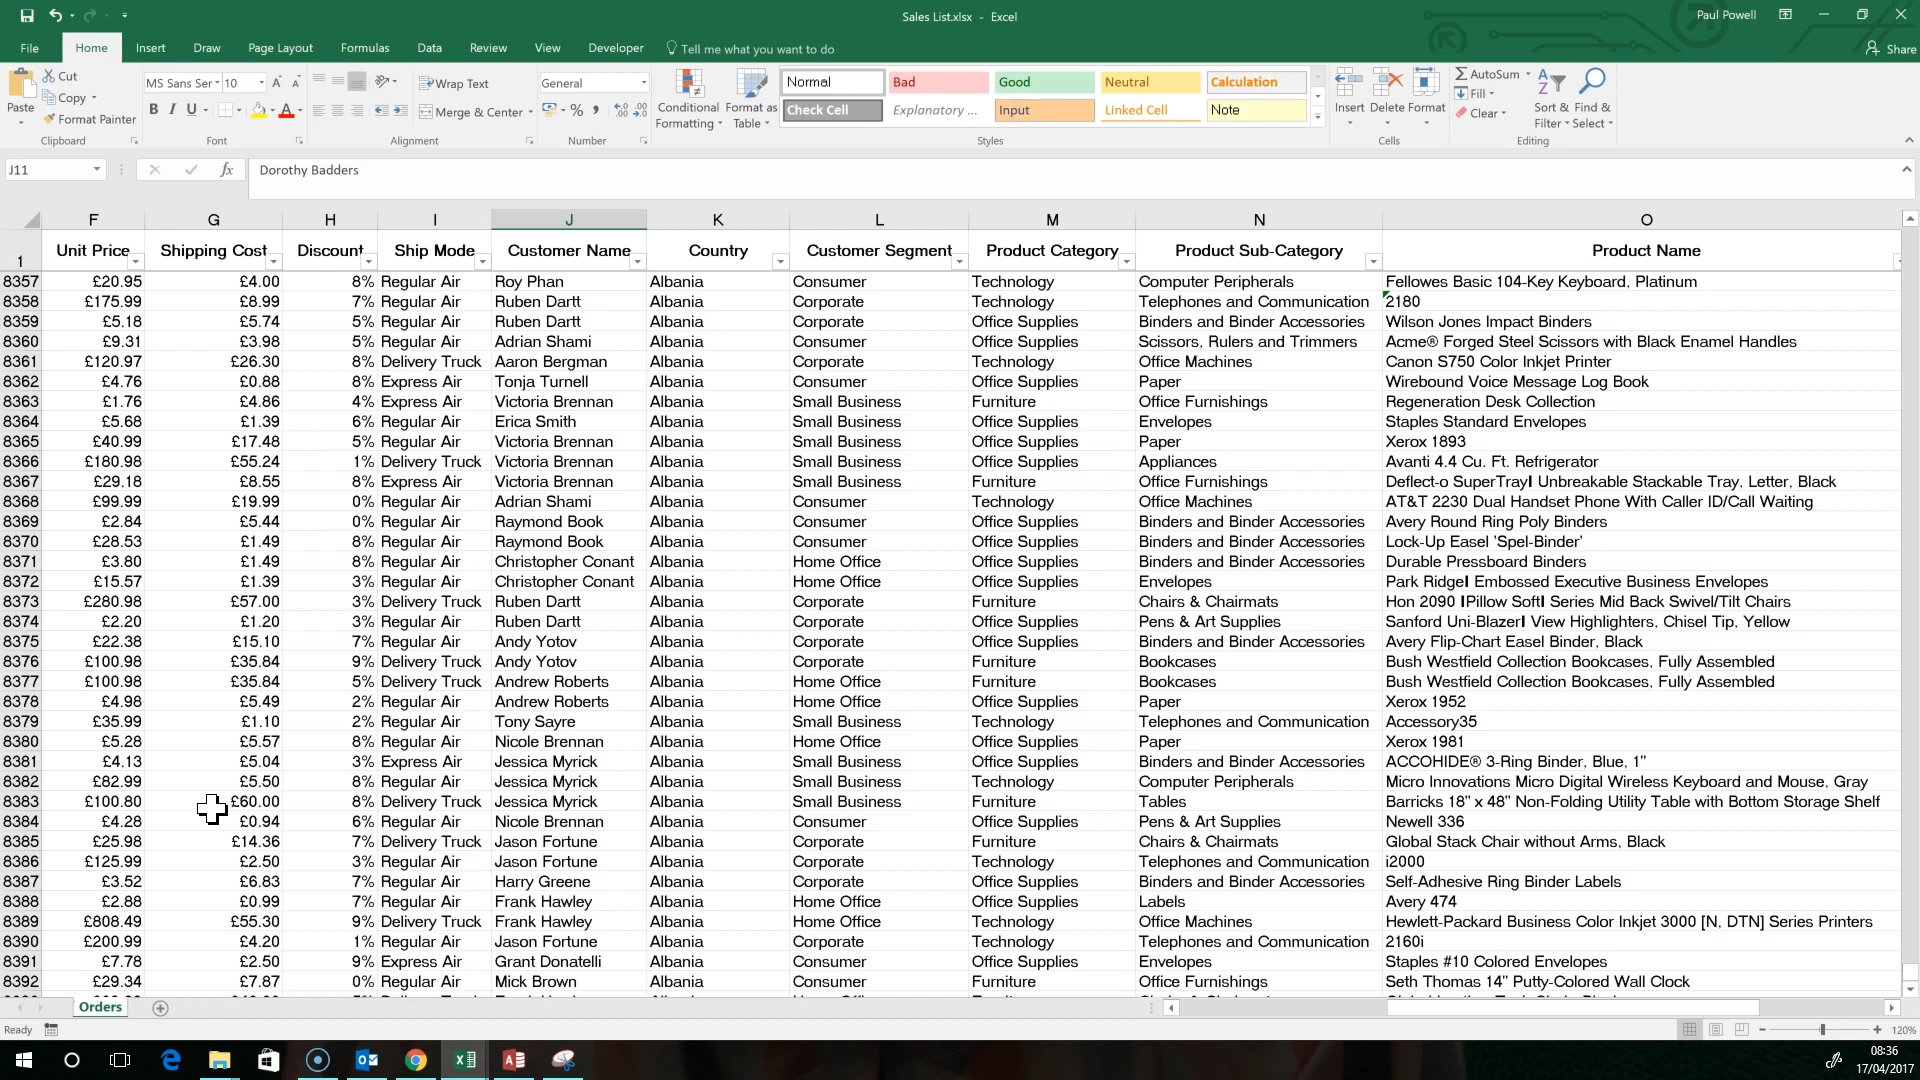 Sales List.xlsx - Excel
Paul Powell
File Home Insert Draw Page Layout Formulas Data Review View Developer Tell me what you want to do Share
Cut
Copy
Format Painter
Paste
Clipboard
MS Sans Ser 10
Font
Wrap Text
Merge & Center
Alignment
General
Number
Conditional Formatting
Format as Table
Normal Bad Good Neutral Calculation
Check Cell Explanatory ... Input Linked Cell Note
Styles
Insert Delete Format
Cells
AutoSum
Fill
Clear
Sort & Filter
Find & Select
Editing
J11 fx Dorothy Badders
F G H I J K L M N O
1 Unit Price Shipping Cost Discount Ship Mode Customer Name Country Customer Segment Product Category Product Sub-Category Product Name
8357 £20.95 £4.00 8% Regular Air Roy Phan Albania Consumer Technology Computer Peripherals Fellowes Basic 104-Key Keyboard, Platinum
8358 £175.99 £8.99 7% Regular Air Ruben Dartt Albania Corporate Technology Telephones and Communication 2180
8359 £5.18 £5.74 5% Regular Air Ruben Dartt Albania Corporate Office Supplies Binders and Binder Accessories Wilson Jones Impact Binders
8360 £9.31 £3.98 5% Regular Air Adrian Shami Albania Consumer Office Supplies Scissors, Rulers and Trimmers Acme® Forged Steel Scissors with Black Enamel Handles
8361 £120.97 £26.30 8% Delivery Truck Aaron Bergman Albania Corporate Technology Office Machines Canon S750 Color Inkjet Printer
8362 £4.76 £0.88 8% Express Air Tonja Turnell Albania Consumer Office Supplies Paper Wirebound Voice Message Log Book
8363 £1.76 £4.86 4% Express Air Victoria Brennan Albania Small Business Furniture Office Furnishings Regeneration Desk Collection
8364 £5.68 £1.39 6% Regular Air Erica Smith Albania Small Business Office Supplies Envelopes Staples Standard Envelopes
8365 £40.99 £17.48 5% Regular Air Victoria Brennan Albania Small Business Office Supplies Paper Xerox 1893
8366 £180.98 £55.24 1% Delivery Truck Victoria Brennan Albania Small Business Office Supplies Appliances Avanti 4.4 Cu. Ft. Refrigerator
8367 £29.18 £8.55 8% Express Air Victoria Brennan Albania Small Business Furniture Office Furnishings Deflect-o SuperTray‖ Unbreakable Stackable Tray, Letter, Black
8368 £99.99 £19.99 0% Regular Air Adrian Shami Albania Consumer Technology Office Machines AT&T 2230 Dual Handset Phone With Caller ID/Call Waiting
8369 £2.84 £5.44 0% Regular Air Raymond Book Albania Consumer Office Supplies Binders and Binder Accessories Avery Round Ring Poly Binders
8370 £28.53 £1.49 8% Regular Air Raymond Book Albania Consumer Office Supplies Binders and Binder Accessories Lock-Up Easel 'Spel-Binder'
8371 £3.80 £1.49 8% Regular Air Christopher Conant Albania Home Office Office Supplies Binders and Binder Accessories Durable Pressboard Binders
8372 £15.57 £1.39 3% Regular Air Christopher Conant Albania Home Office Office Supplies Envelopes Park Ridge‖ Embossed Executive Business Envelopes
8373 £280.98 £57.00 3% Delivery Truck Ruben Dartt Albania Corporate Furniture Chairs & Chairmats Hon 2090 ‖Pillow Soft‖ Series Mid Back Swivel/Tilt Chairs
8374 £2.20 £1.20 3% Regular Air Ruben Dartt Albania Corporate Office Supplies Pens & Art Supplies Sanford Uni-Blazer‖ View Highlighters, Chisel Tip, Yellow
8375 £22.38 £15.10 7% Regular Air Andy Yotov Albania Corporate Office Supplies Binders and Binder Accessories Avery Flip-Chart Easel Binder, Black
8376 £100.98 £35.84 9% Delivery Truck Andy Yotov Albania Corporate Furniture Bookcases Bush Westfield Collection Bookcases, Fully Assembled
8377 £100.98 £35.84 5% Delivery Truck Andrew Roberts Albania Home Office Furniture Bookcases Bush Westfield Collection Bookcases, Fully Assembled
8378 £4.98 £5.49 2% Regular Air Andrew Roberts Albania Home Office Office Supplies Paper Xerox 1952
8379 £35.99 £1.10 2% Regular Air Tony Sayre Albania Small Business Technology Telephones and Communication Accessory35
8380 £5.28 £5.57 8% Regular Air Nicole Brennan Albania Home Office Office Supplies Paper Xerox 1981
8381 £4.13 £5.04 3% Express Air Jessica Myrick Albania Small Business Office Supplies Binders and Binder Accessories ACCOHIDE® 3-Ring Binder, Blue, 1"
8382 £82.99 £5.50 8% Regular Air Jessica Myrick Albania Small Business Technology Computer Peripherals Micro Innovations Micro Digital Wireless Keyboard and Mouse, Gray
8383 £100.80 £60.00 8% Delivery Truck Jessica Myrick Albania Small Business Furniture Tables Barricks 18" x 48" Non-Folding Utility Table with Bottom Storage Shelf
8384 £4.28 £0.94 6% Regular Air Nicole Brennan Albania Consumer Office Supplies Pens & Art Supplies Newell 336
8385 £25.98 £14.36 7% Delivery Truck Jason Fortune Albania Corporate Furniture Chairs & Chairmats Global Stack Chair without Arms, Black
8386 £125.99 £2.50 3% Regular Air Jason Fortune Albania Corporate Technology Telephones and Communication i2000
8387 £3.52 £6.83 7% Regular Air Harry Greene Albania Corporate Office Supplies Binders and Binder Accessories Self-Adhesive Ring Binder Labels
8388 £2.88 £0.99 7% Regular Air Frank Hawley Albania Home Office Office Supplies Labels Avery 474
8389 £808.49 £55.30 9% Delivery Truck Frank Hawley Albania Home Office Technology Office Machines Hewlett-Packard Business Color Inkjet 3000 [N, DTN] Series Printers
8390 £200.99 £4.20 1% Regular Air Jason Fortune Albania Corporate Technology Telephones and Communication 2160i
8391 £7.78 £2.50 9% Express Air Grant Donatelli Albania Consumer Office Supplies Envelopes Staples #10 Colored Envelopes
8392 £29.34 £7.87 0% Regular Air Mick Brown Albania Consumer Furniture Office Furnishings Seth Thomas 14" Putty-Colored Wall Clock
Orders
Ready
120%
08:36
17/04/2017